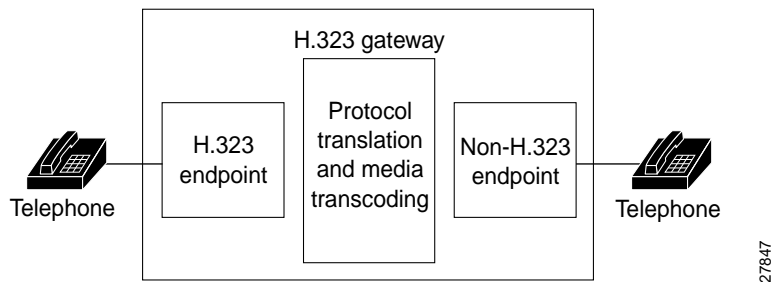 H.323 gateway
H.323
endpoint
Protocol
translation
and media
transcoding
Non-H.323
endpoint
Telephone
Telephone
27847